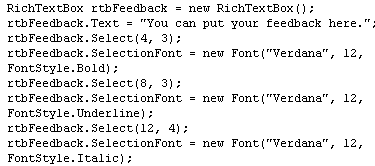 RichTextBox rtbFeedback = new RichTextBox();
rtbFeedback.Text = "You can put your feedback here.";
rtbFeedback.Select(4, 3);
rtbFeedback.SelectionFont = new Font("Verdana", 12,
FontStyle.Bold);
rtbFeedback.Select(8, 3);
rtbFeedback.SelectionFont = new Font("Verdana", 12,
FontStyle.Underline);
rtbFeedback.Select(12, 4);
rtbFeedback.SelectionFont = new Font("Verdana", 12,
FontStyle.Italic);